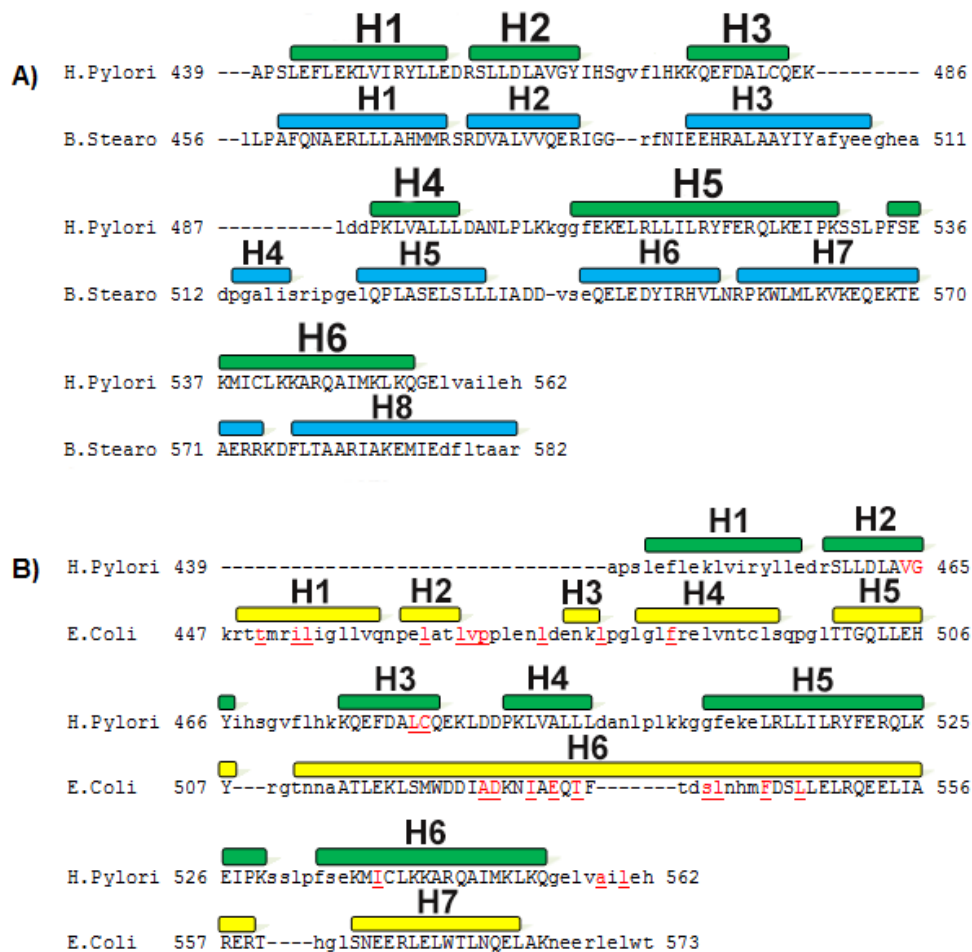 H1 H2 H3
A) H.Pylori 439 ---APSLEFLEKLVIRYLLEDRSLLDLAVGYIHSgvflHKKQEFDALCQEK--------- 486
H1 H2 H3
B.Stearo 456 --lLPAFQNAERLLLAHMMRSRDVALVVQERIGG--rfNIEEHRALAAYIYafyeeghea 511
H4 H5
H.Pylori 487 ----------lddPKLVALLLDANLPLKkggfEKELRLLILRYFERQLKEIPKSSLPFSE 536
H4 H5 H6 H7
B.Stearo 512 dpgalisripgelQPLASELSLLLIADD-vseQELEDYIRHVLNRPKWLMLKVKEQEKTE 570
H6
H.Pylori 537 KMICLKKARQAIMKLKQGElvaileh 562
H8
B.Stearo 571 AERRKDFLTAARIAKEMIEdfltaar 582
H1 H2
B) H.Pylori 439 --------------------------------apslefleklvirylledrSLLDLAVG 465
H1 H2 H3 H4 H5
E.Coli 447 krttmriligllvqnpelatlvpplenldenklpglglfrelvntclsqpglTTGQLLEH 506
H3 H4 H5
H.Pylori 466 YihsgvflhkKQEFDALCQEKLDDPKLVALLLdanlplkkggfekeLRLLILRYFERQLK 525
H6
E.Coli 507 Y---rgtnnaATLEKLSMWDDIADKNIAEQTF-------tdslnhmFDSLLELRQEELIA 556
H6
H.Pylori 526 EIPKsslpfseKMICLKKARQAIMKLKQgelvaileh 562
H7
E.Coli 557 RERT----hglSNEERLELWTLNQELAKneerlelwt 573